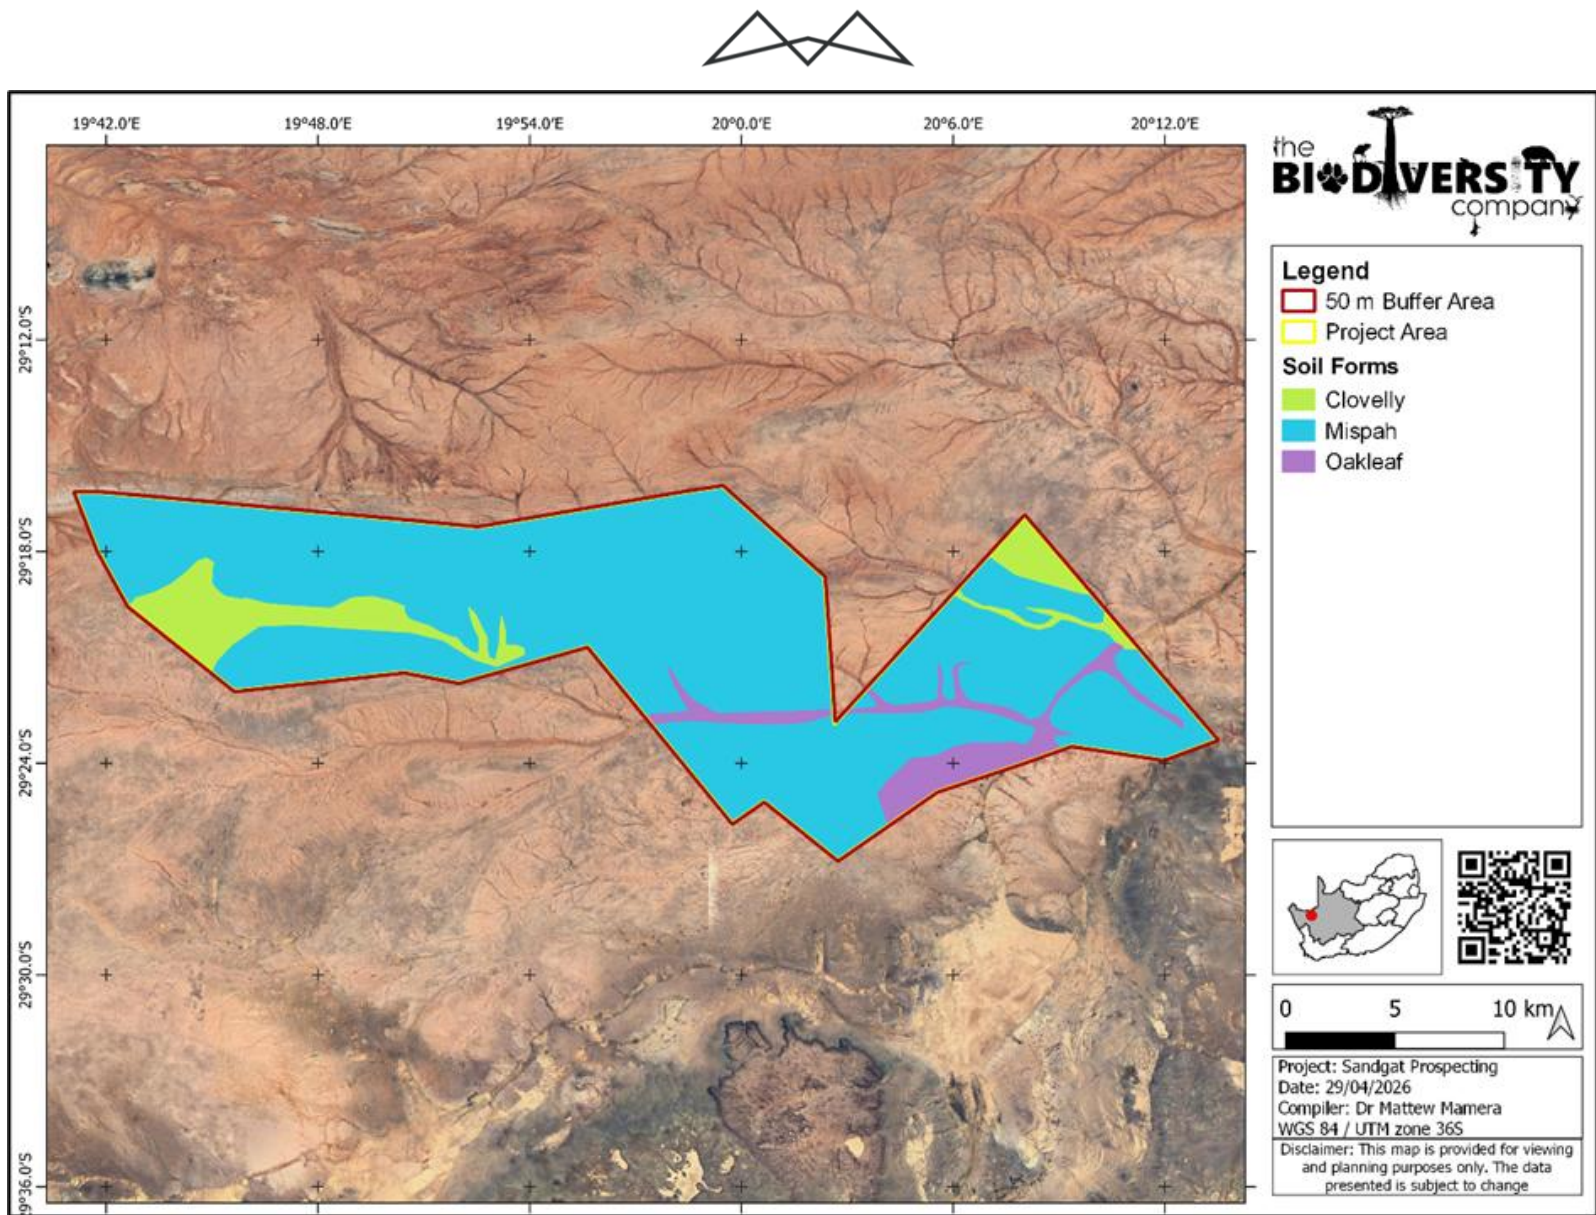 19°42.0'E 19°48.0'E 19°54.0'E 20°0.0'E 20°6.0'E 20°12.0'E
29°12.0'S
29°18.0'S
29°24.0'S
29°30.0'S
29°36.0'S
the
BIODIVERSITY
company
Legend
50 m Buffer Area
Project Area
Soil Forms
Clovelly
Mispah
Oakleaf
0 5 10 km
Project: Sandgat Prospecting
Date: 29/04/2026
Compiler: Dr Mattew Mamera
WGS 84 / UTM zone 36S
Disclaimer: This map is provided for viewing
and planning purposes only. The data
presented is subject to change